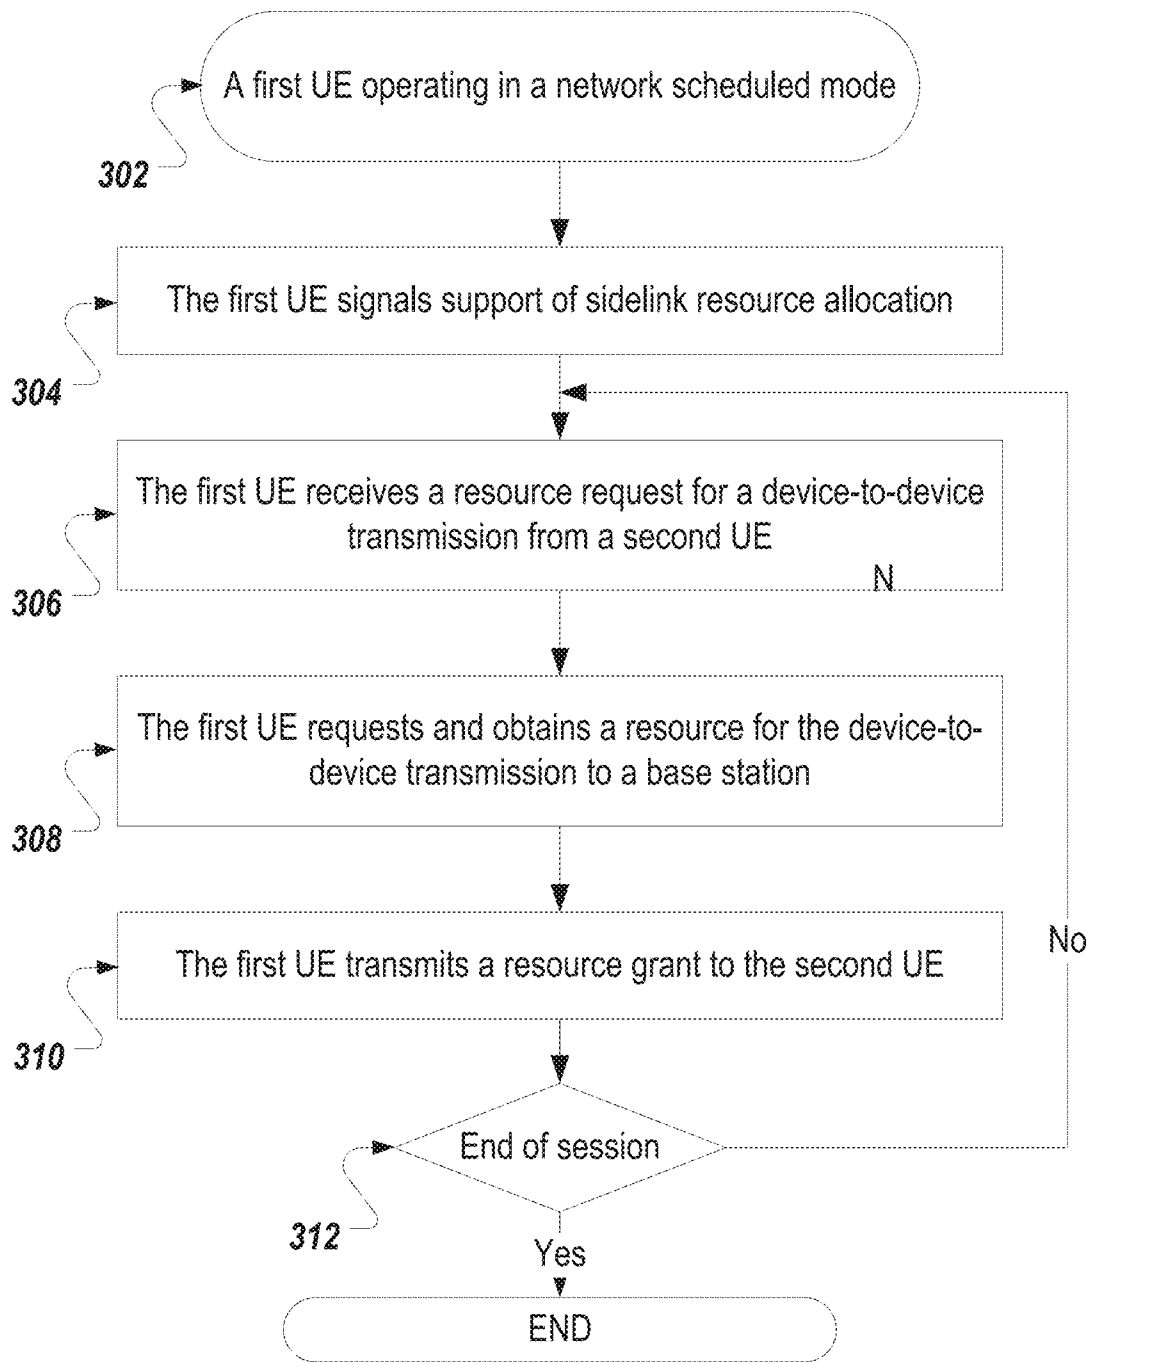 A first UE operating in a network scheduled mode
302
The first UE signals support of sidelink resource allocation
304
The first UE receives a resource request for a device-to-device
transmission from a second UE
N
306
The first UE requests and obtains a resource for the device-to-
device transmission to a base station
308
The first UE transmits a resource grant to the second UE
No
310
End of session
312
Yes
END